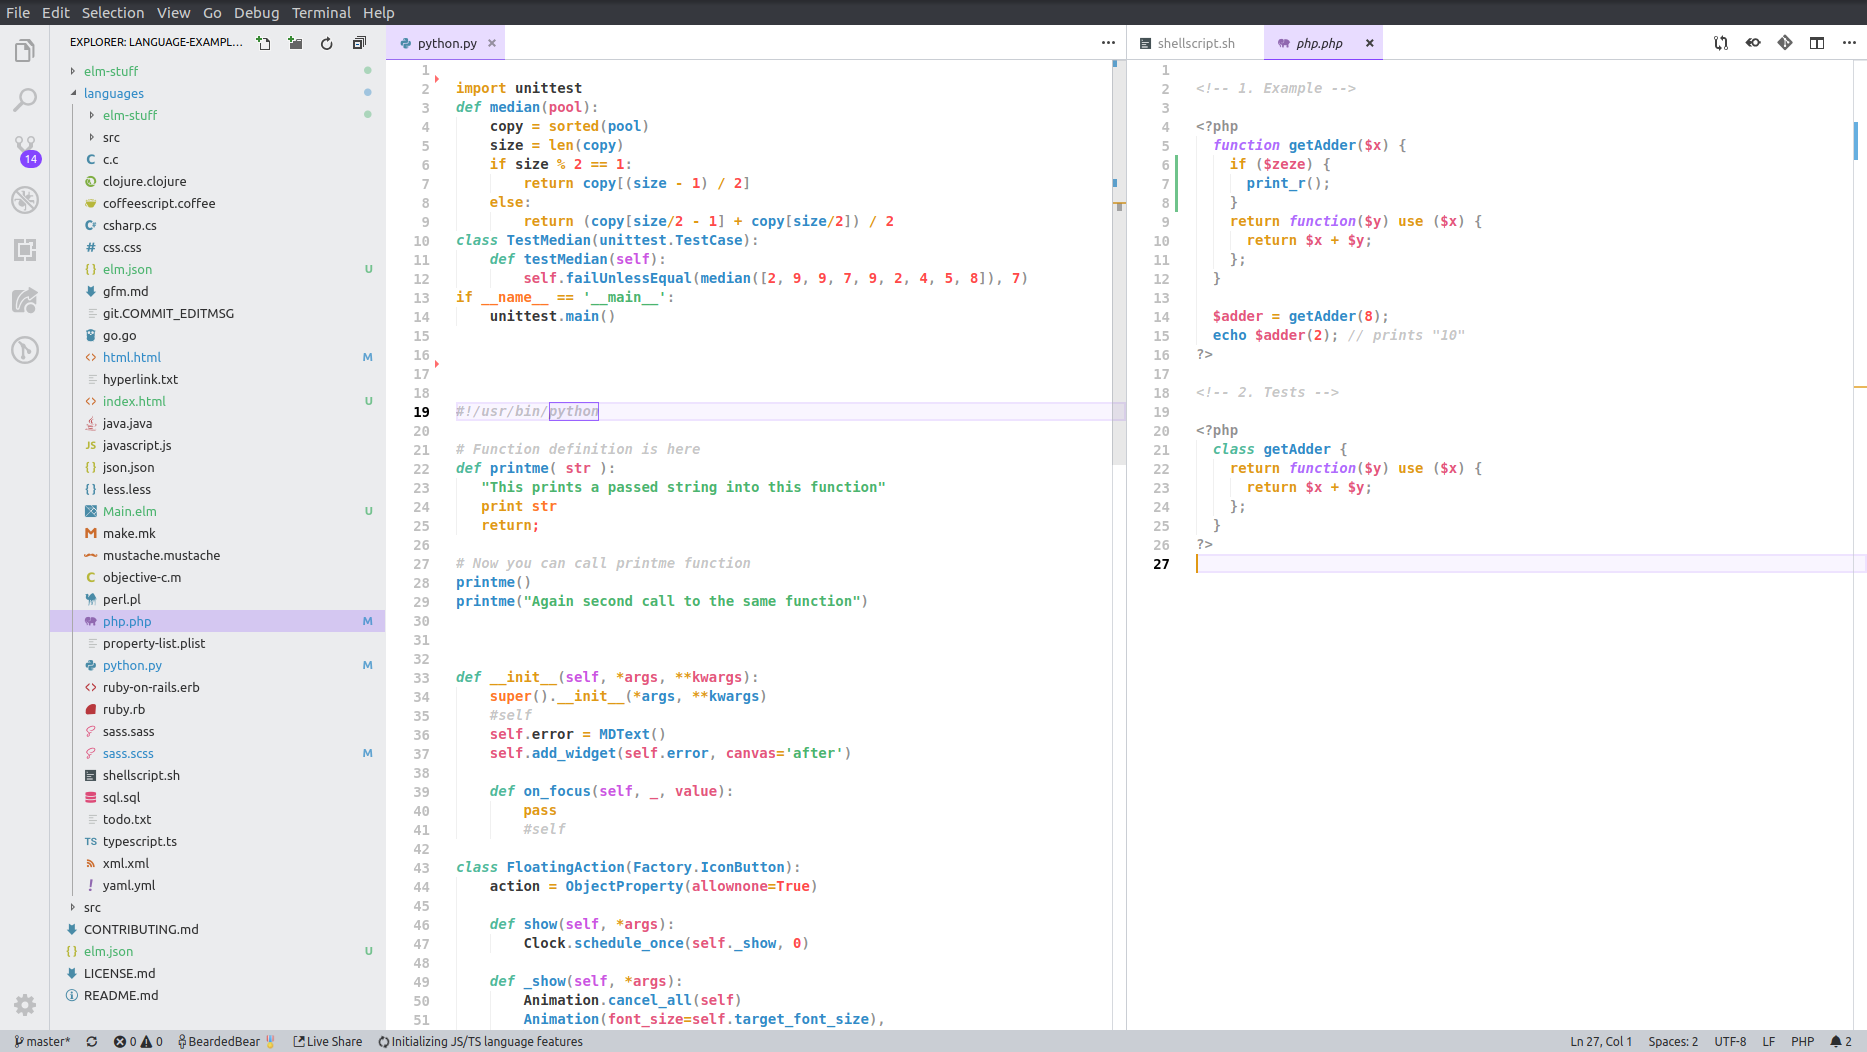 File Edit Selection View Go Debug Terminal Help
EXPLORER: LANGUAGE-EXAMPL...
elm-stuff
languages
elm-stuff
src
C c.c
clojure.clojure
coffeescript.coffee
csharp.cs
# css.css
{} elm.json U
gfm.md
git.COMMIT_EDITMSG
go.go
<> html.html M
hyperlink.txt
<> index.html U
java.java
JS javascript.js
{} json.json
{} less.less
Main.elm U
M make.mk
mustache.mustache
C objective-c.m
perl.pl
php.php M
property-list.plist
python.py M
<> ruby-on-rails.erb
ruby.rb
sass.sass
sass.scss M
shellscript.sh
sql.sql
todo.txt
TS typescript.ts
xml.xml
! yaml.yml
src
CONTRIBUTING.md
{} elm.json U
LICENSE.md
README.md
14
python.py ×
1
2 import unittest
3 def median(pool):
4     copy = sorted(pool)
5     size = len(copy)
6     if size % 2 == 1:
7         return copy[(size - 1) / 2]
8     else:
9         return (copy[size/2 - 1] + copy[size/2]) / 2
10 class TestMedian(unittest.TestCase):
11     def testMedian(self):
12         self.failUnlessEqual(median([2, 9, 9, 7, 9, 2, 4, 5, 8]), 7)
13 if __name__ == '__main__':
14     unittest.main()
15
16
17
18
19 #!/usr/bin/python
20
21 # Function definition is here
22 def printme( str ):
23    "This prints a passed string into this function"
24    print str
25    return;
26
27 # Now you can call printme function
28 printme()
29 printme("Again second call to the same function")
30
31
32
33 def __init__(self, *args, **kwargs):
34     super().__init__(*args, **kwargs)
35     #self
36     self.error = MDText()
37     self.add_widget(self.error, canvas='after')
38
39     def on_focus(self, _, value):
40         pass
41         #self
42
43 class FloatingAction(Factory.IconButton):
44     action = ObjectProperty(allownone=True)
45
46     def show(self, *args):
47         Clock.schedule_once(self._show, 0)
48
49     def _show(self, *args):
50         Animation.cancel_all(self)
51         Animation(font_size=self.target_font_size),
shellscript.sh php.php ×
1
2 <!-- 1. Example -->
3
4 <?php
5   function getAdder($x) {
6     if ($zeze) {
7       print_r();
8     }
9     return function($y) use ($x) {
10       return $x + $y;
11     };
12   }
13
14   $adder = getAdder(8);
15   echo $adder(2); // prints "10"
16 ?>
17
18 <!-- 2. Tests -->
19
20 <?php
21   class getAdder {
22     return function($y) use ($x) {
23       return $x + $y;
24     };
25   }
26 ?>
27
master* 0 0 BeardedBear Live Share Initializing JS/TS language features Ln 27, Col 1 Spaces: 2 UTF-8 LF PHP 2